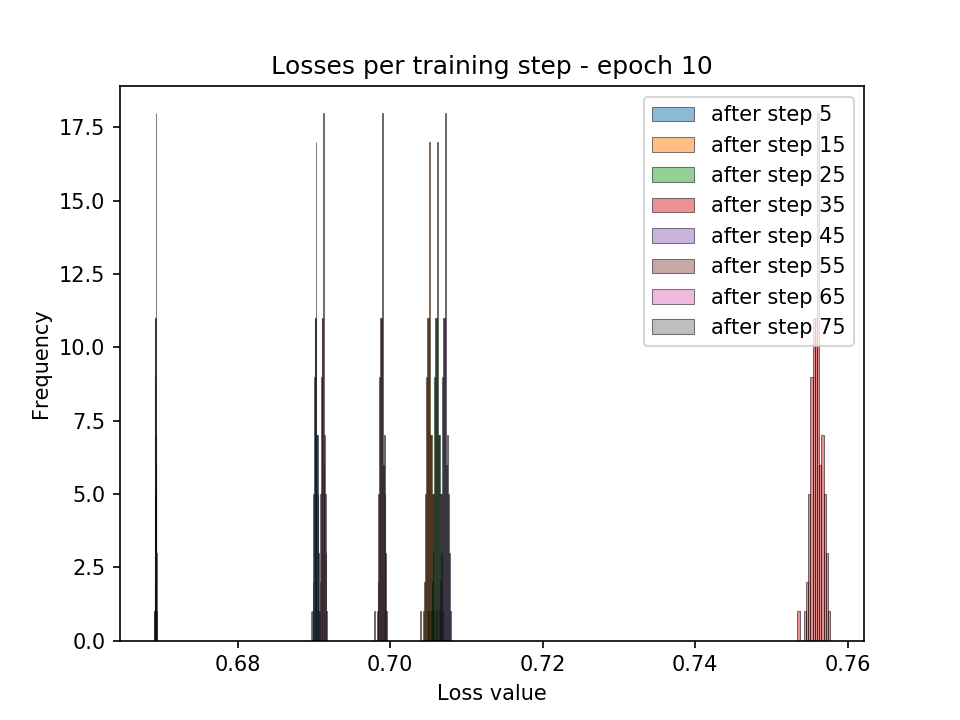 Losses per training step - epoch 10
Frequency
17.5
15.0
12.5
10.0
7.5
5.0
2.5
0.0
after step 5
after step 15
after step 25
after step 35
after step 45
after step 55
after step 65
after step 75
0.68
0.70
0.72
0.74
0.76
Loss value